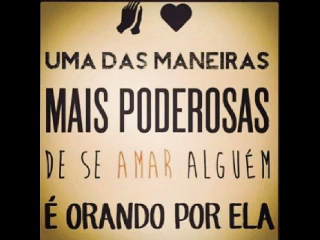 UMA DAS MANEIRAS
MAIS PODEROSAS
DE SE AMAR ALGUÉM
É ORANDO POR ELA